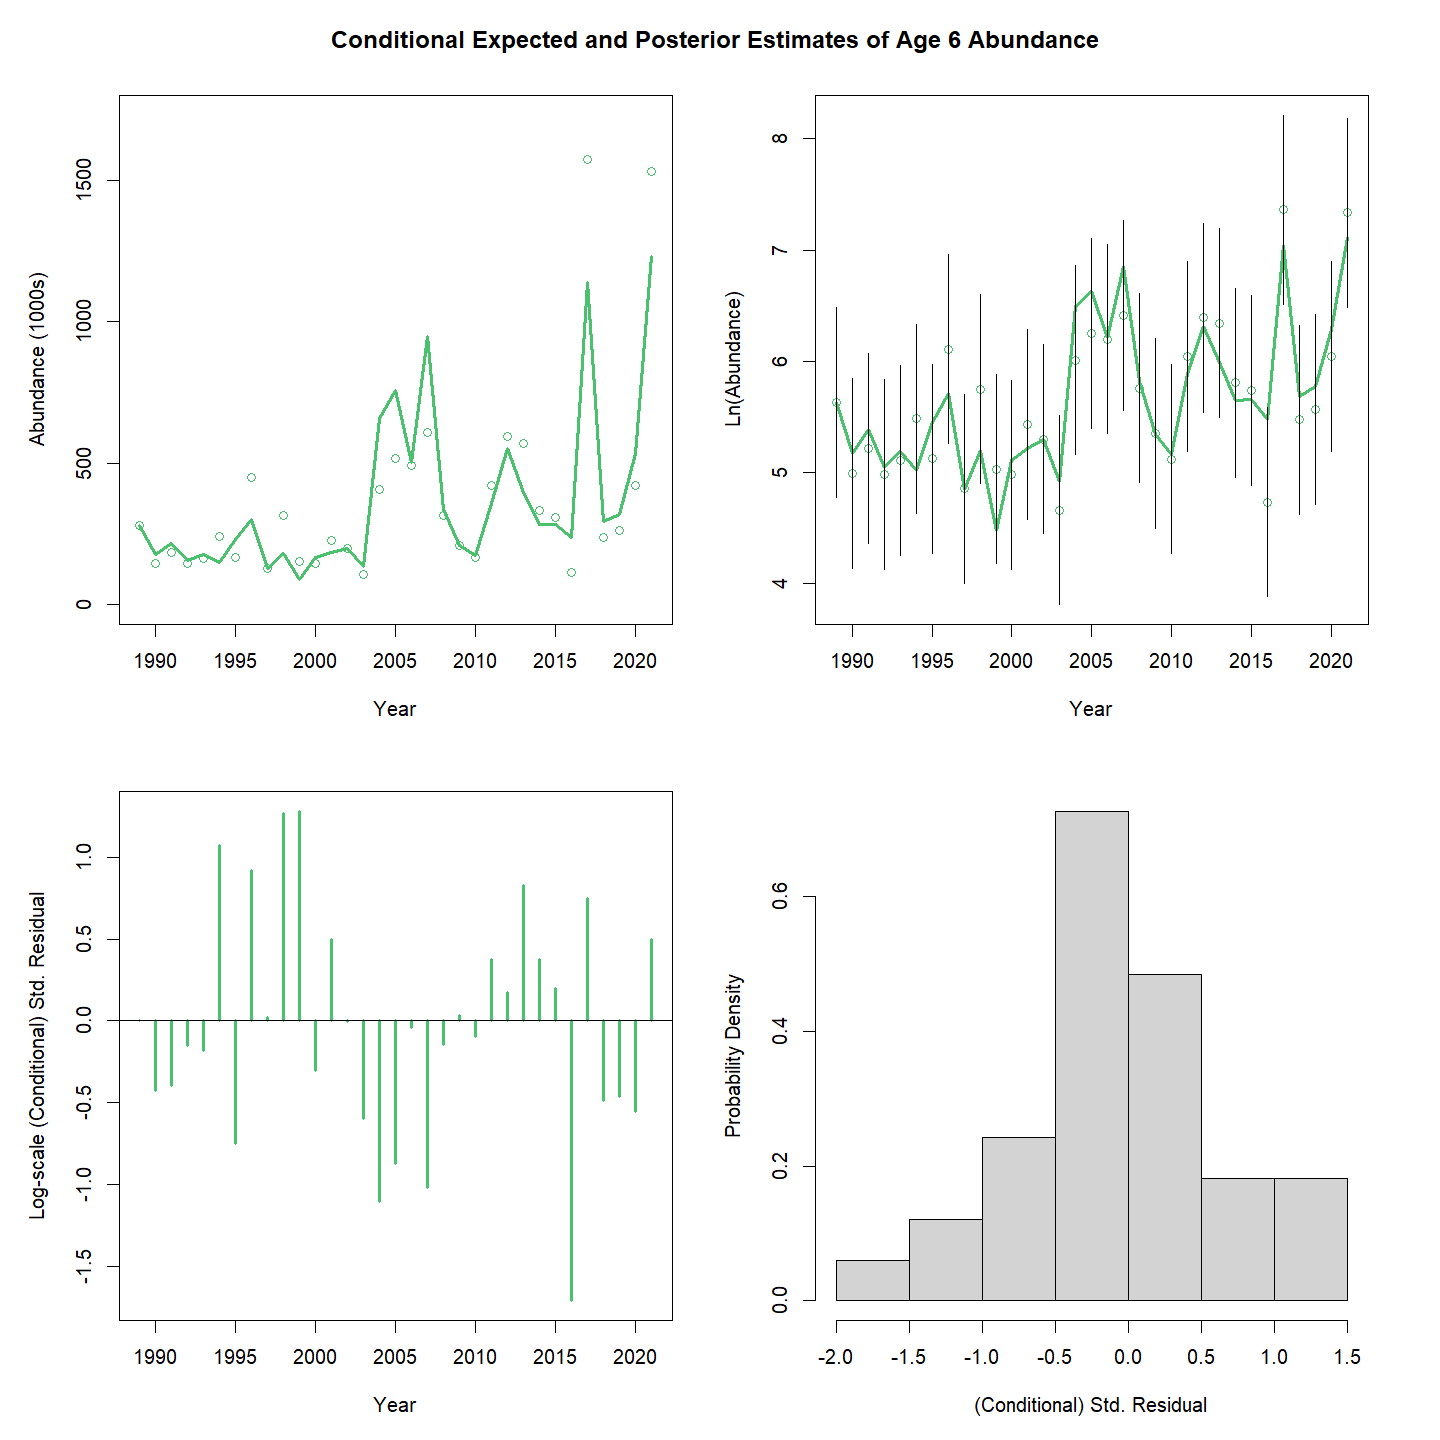 Conditional Expected and Posterior Estimates of Age 6 Abundance
Abundance (1000s)
1500
1000
500
0
1990 1995 2000 2005 2010 2015 2020
Year
Ln(Abundance)
8
7
6
5
4
1990 1995 2000 2005 2010 2015 2020
Year
Log-scale (Conditional) Std. Residual
1.0
0.5
0.0
-0.5
-1.0
-1.5
1990 1995 2000 2005 2010 2015 2020
Year
Probability Density
0.6
0.4
0.2
0.0
-2.0 -1.5 -1.0 -0.5 0.0 0.5 1.0 1.5
(Conditional) Std. Residual